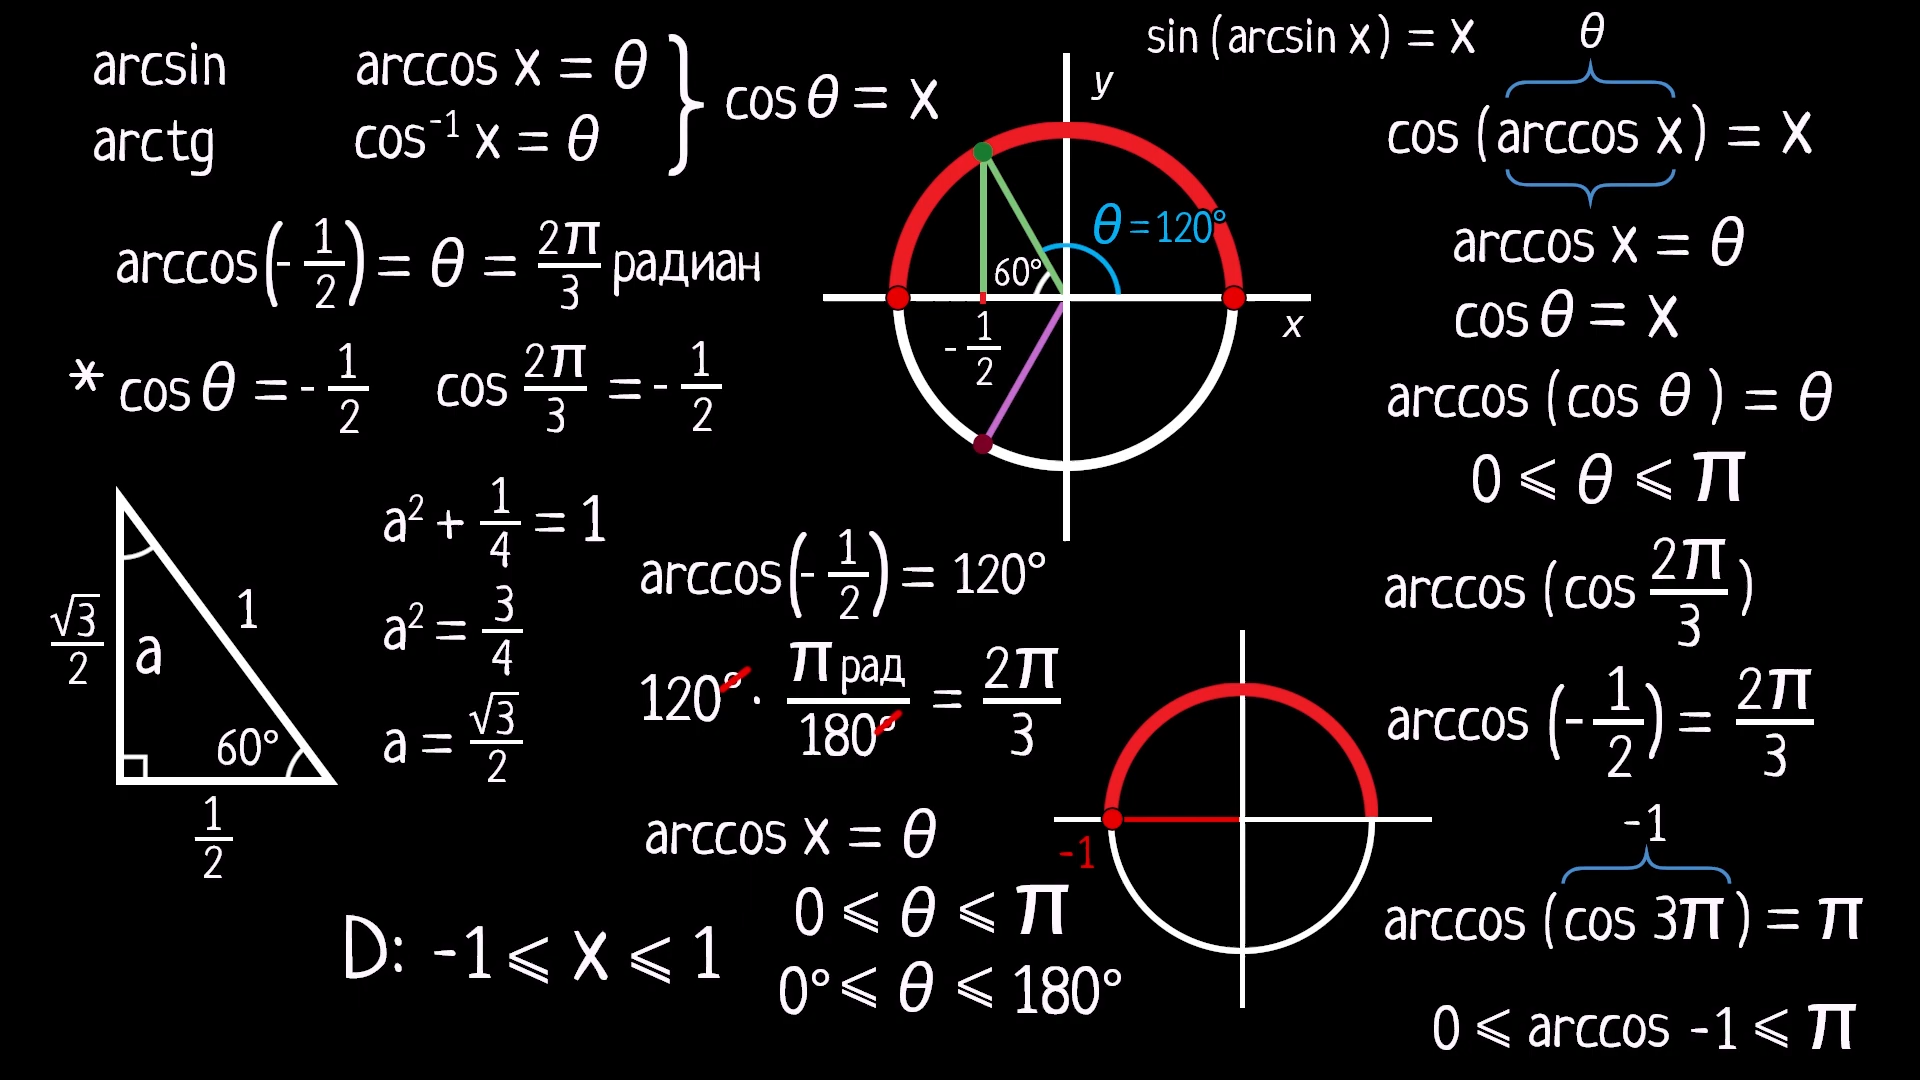 arcsin
arctg
arccos x = θ
cos⁻¹ x = θ
cos θ = x
arccos(-1/2) = θ = 2π/3 радиан
* cos θ = -1/2
cos 2π/3 = -1/2
√3/2
a
1
60°
1/2
a² + 1/4 = 1
a² = 3/4
a = √3/2
y
x
θ = 120°
60°
-1/2
arccos(-1/2) = 120°
120° · π рад/180° = 2π/3
arccos x = θ
0 ⩽ θ ⩽ π
0° ⩽ θ ⩽ 180°
D: -1 ⩽ x ⩽ 1
-1
sin (arcsin x) = x
θ
cos (arccos x) = x
arccos x = θ
cos θ = x
arccos (cos θ) = θ
0 ⩽ θ ⩽ π
arccos (cos 2π/3)
arccos (-1/2) = 2π/3
-1
arccos (cos 3π) = π
0 ⩽ arccos -1 ⩽ π